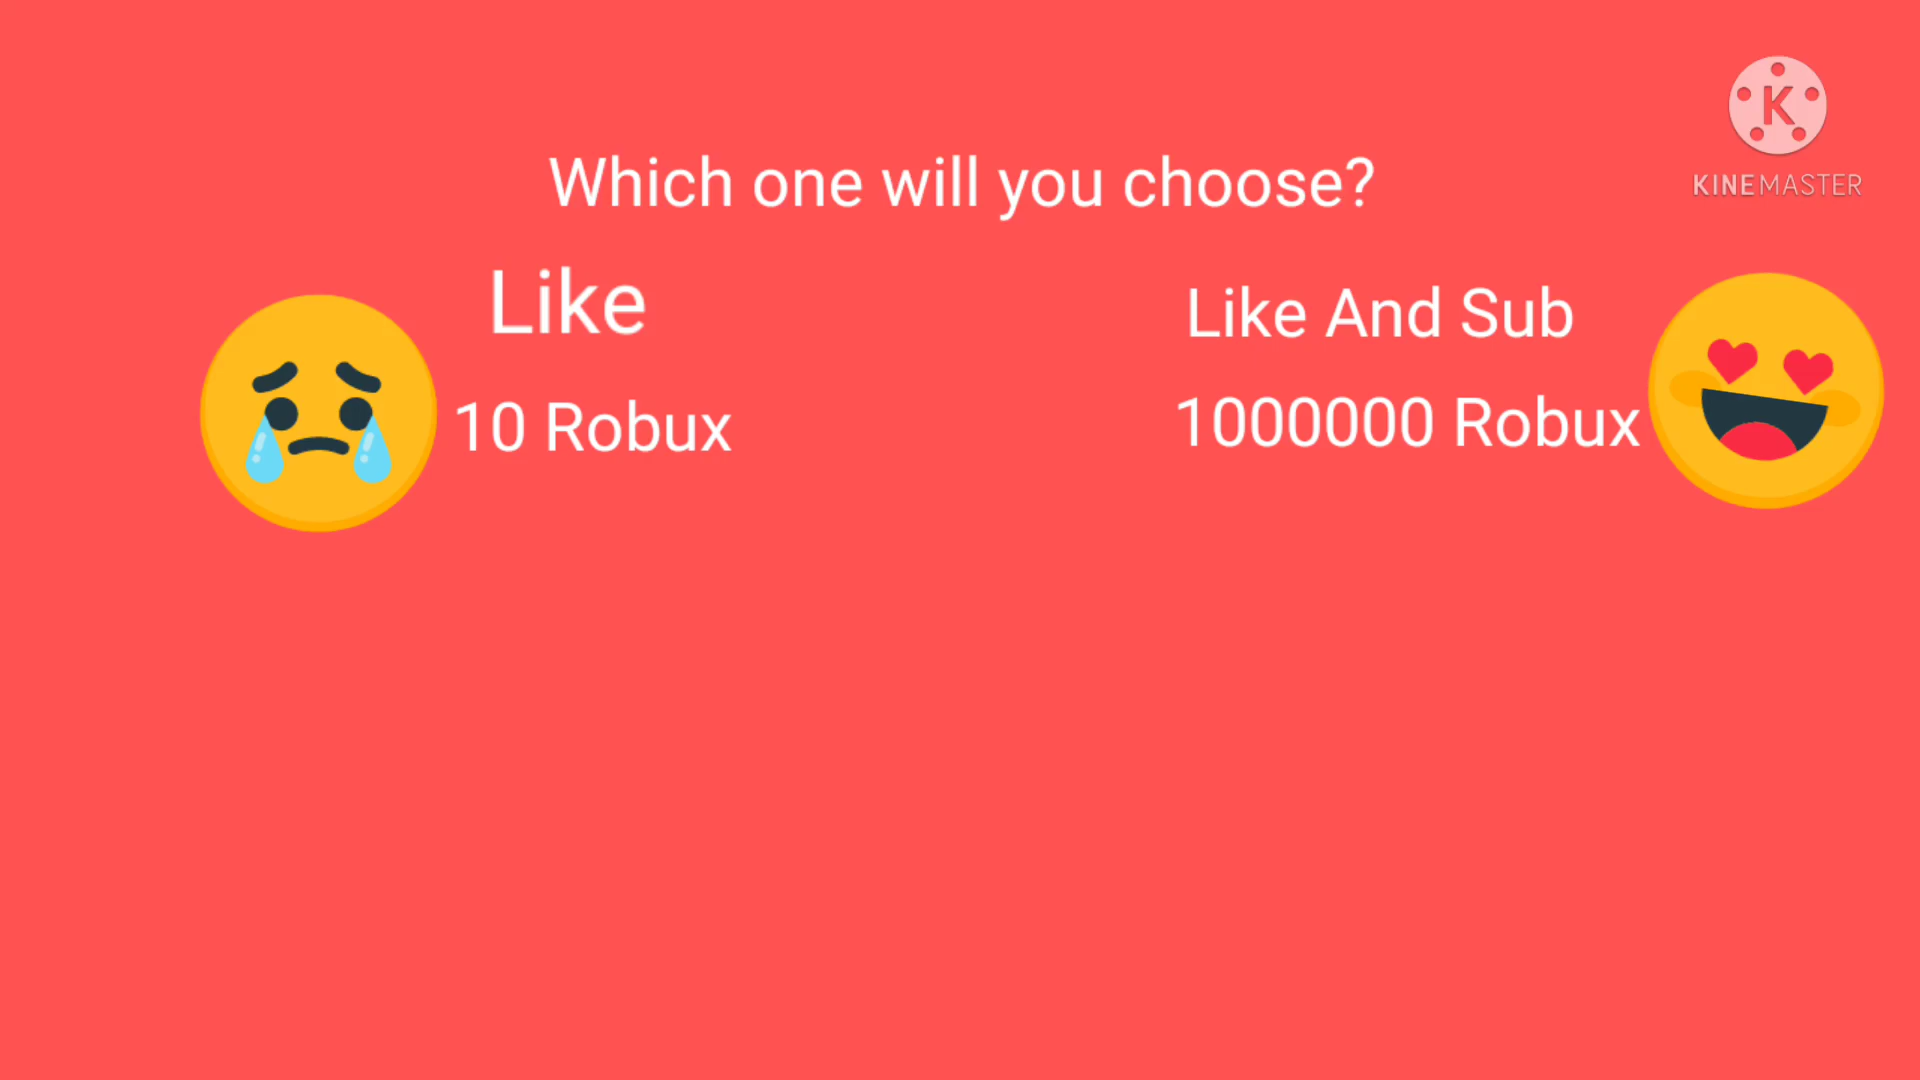 Which one will you choose?
Like
10 Robux
Like And Sub
1000000 Robux
K
KINEMASTER